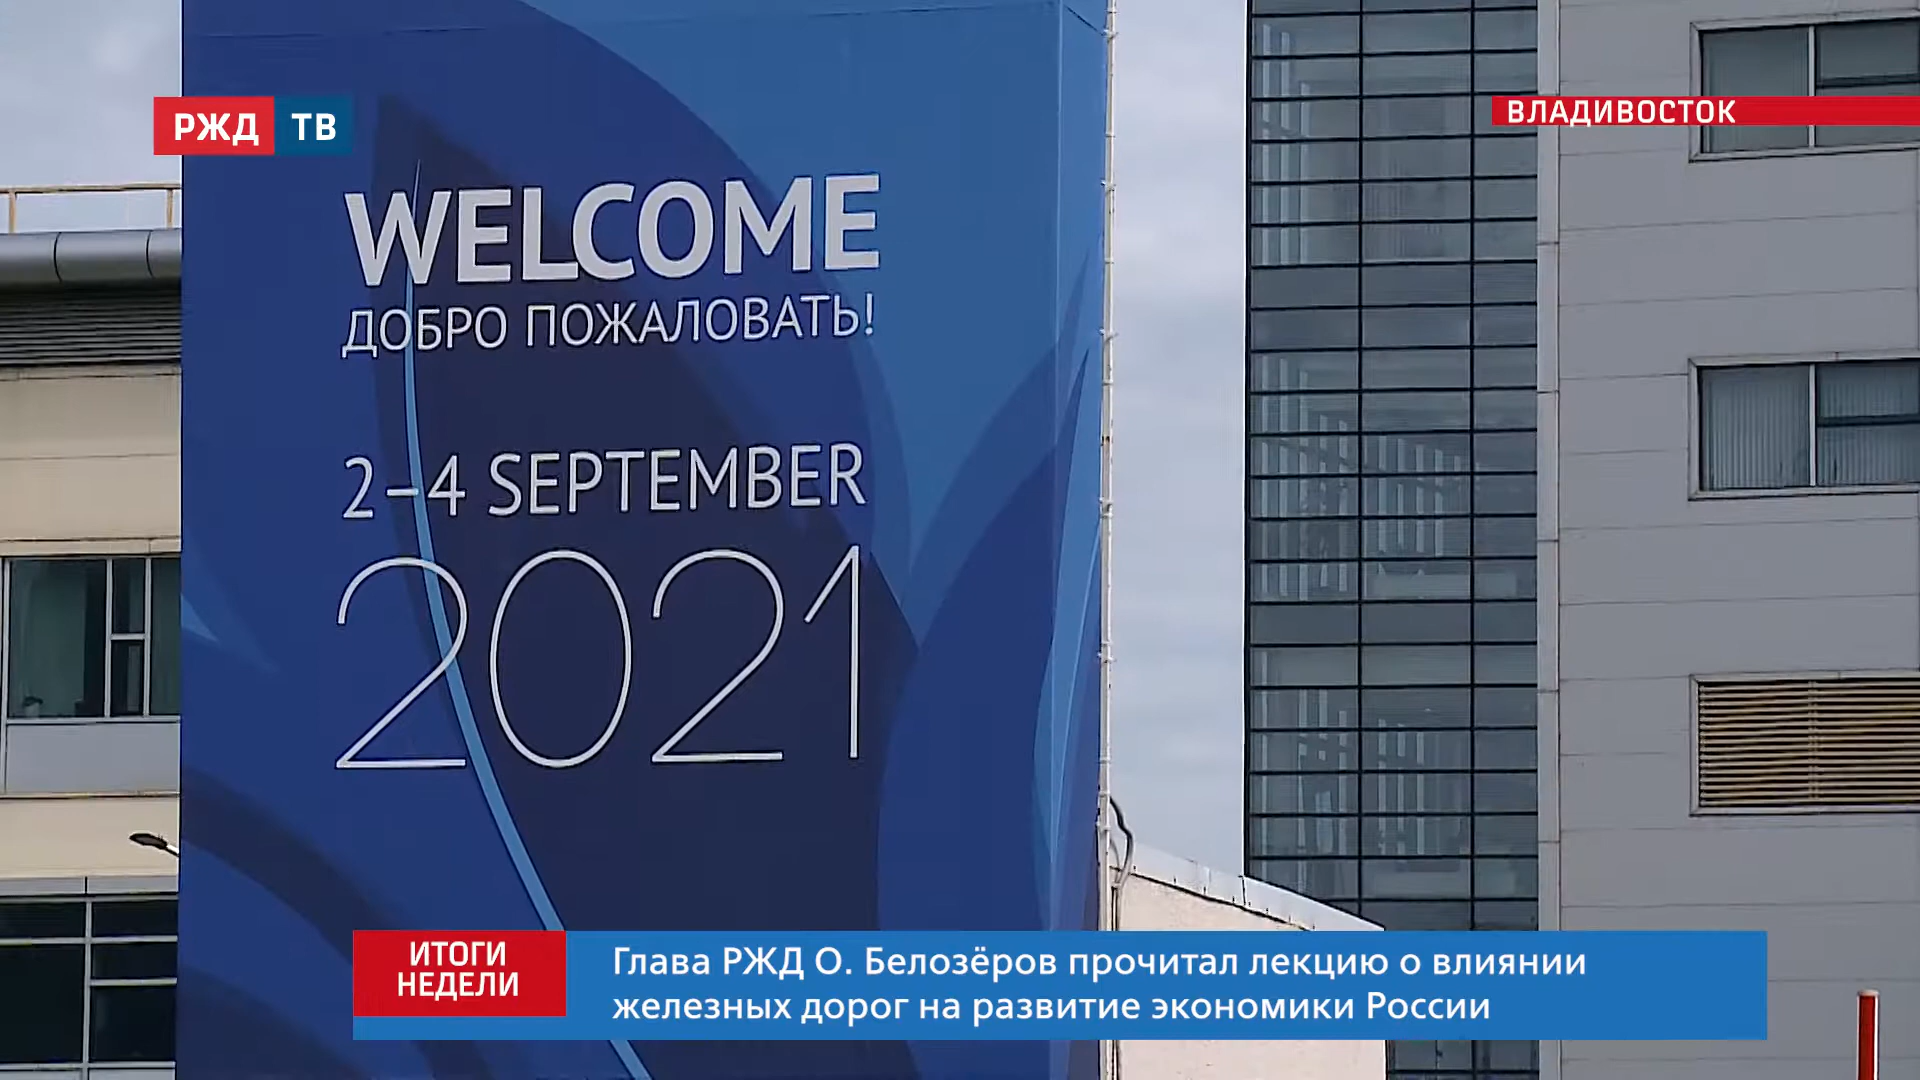 РЖД ТВ
ВЛАДИВОСТОК
WELCOME
ДОБРО ПОЖАЛОВАТЬ!
2–4 SEPTEMBER
2021
ИТОГИ
НЕДЕЛИ
Глава РЖД О. Белозёров прочитал лекцию о влиянии
железных дорог на развитие экономики России